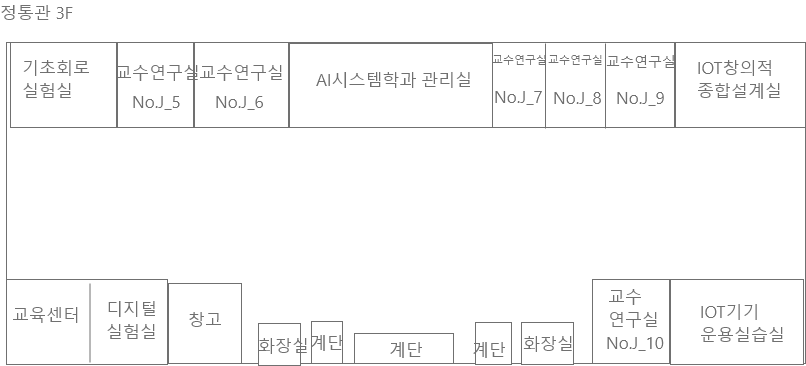 정통관 3F
기초회로
실험실
교수연구실
No.J_5
교수연구실
No.J_6
AI시스템학과 관리실
교수연구실
No.J_7
교수연구실
No.J_8
교수연구실
No.J_9
IOT창의적
종합설계실
교육센터
디지털
실험실
창고
화장실
계단
계단
계단
화장실
교수
연구실
No.J_10
IOT기기
운용실습실